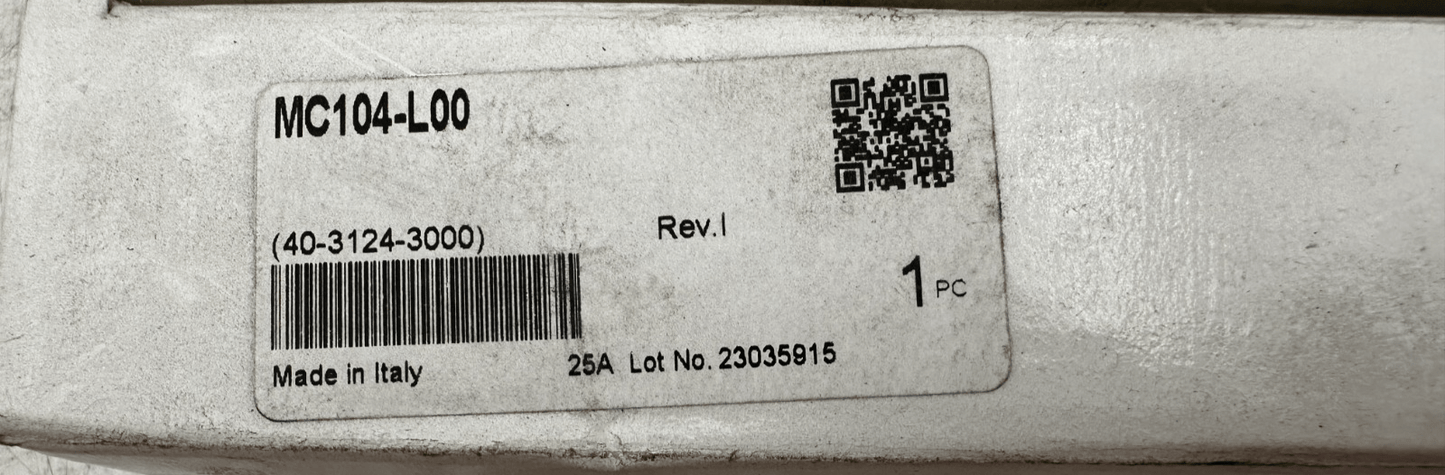 MC104-L00
(40-3124-3000)
Rev.I
1 PC
Made in Italy
25A Lot No. 23035915